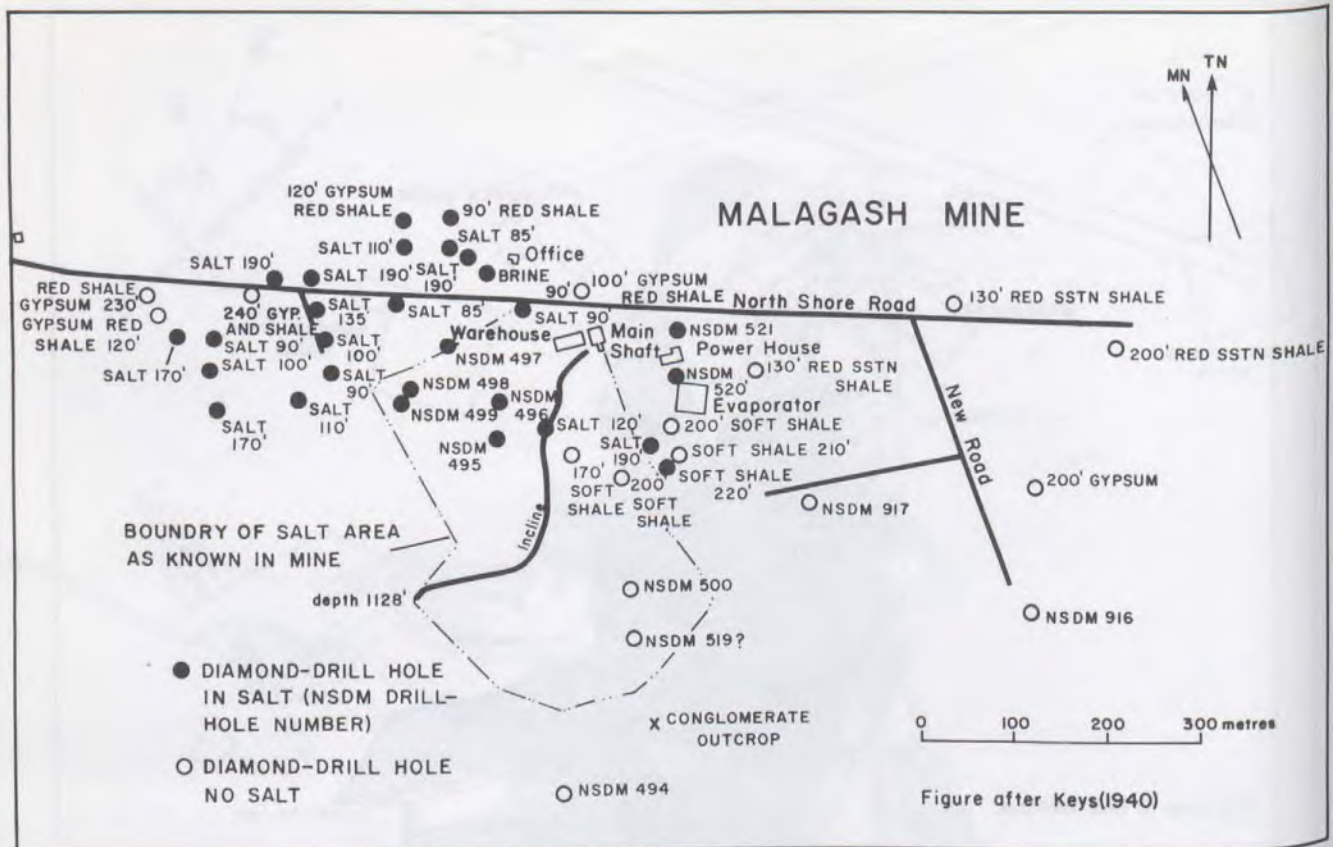 TN
MN
MALAGASH MINE
120' GYPSUM
RED SHALE
90' RED SHALE
SALT 110'
SALT 85'
Office
SALT 190'
SALT 190'
SALT
190'
BRINE
100' GYPSUM
RED SHALE
90'
North Shore Road
130' RED SSTN SHALE
RED SHALE
GYPSUM 230'
GYPSUM RED
SHALE 120'
240' GYP.
AND SHALE
SALT
135'
SALT 85'
SALT 90'
Warehouse
Main
Shaft
NSDM 521
Power House
200' RED SSTN SHALE
SALT 170'
SALT 90'
SALT 100'
SALT
100'
SALT
90'
NSDM 497
NSDM
520'
130' RED SSTN
SHALE
Evaporator
NSDM 498
NSDM 499
NSDM
496
SALT
170'
SALT
110'
NSDM
495
SALT 120'
SALT
190'
200' SOFT SHALE
SOFT SHALE 210'
SOFT SHALE
220'
170'
SOFT
SHALE
200'
SOFT
SHALE
New Road
200' GYPSUM
NSDM 917
BOUNDRY OF SALT AREA
AS KNOWN IN MINE
Incline
depth 1128'
NSDM 500
NSDM 519?
NSDM 916
DIAMOND-DRILL HOLE
IN SALT (NSDM DRILL-
HOLE NUMBER)
X CONGLOMERATE
OUTCROP
0 100 200 300 metres
DIAMOND-DRILL HOLE
NO SALT
NSDM 494
Figure after Keys(1940)